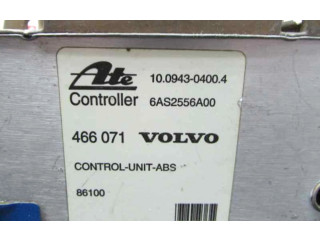 Ate 10.0943-0400.4
Controller 6AS2556A00
466 071 VOLVO
CONTROL-UNIT-ABS
86100